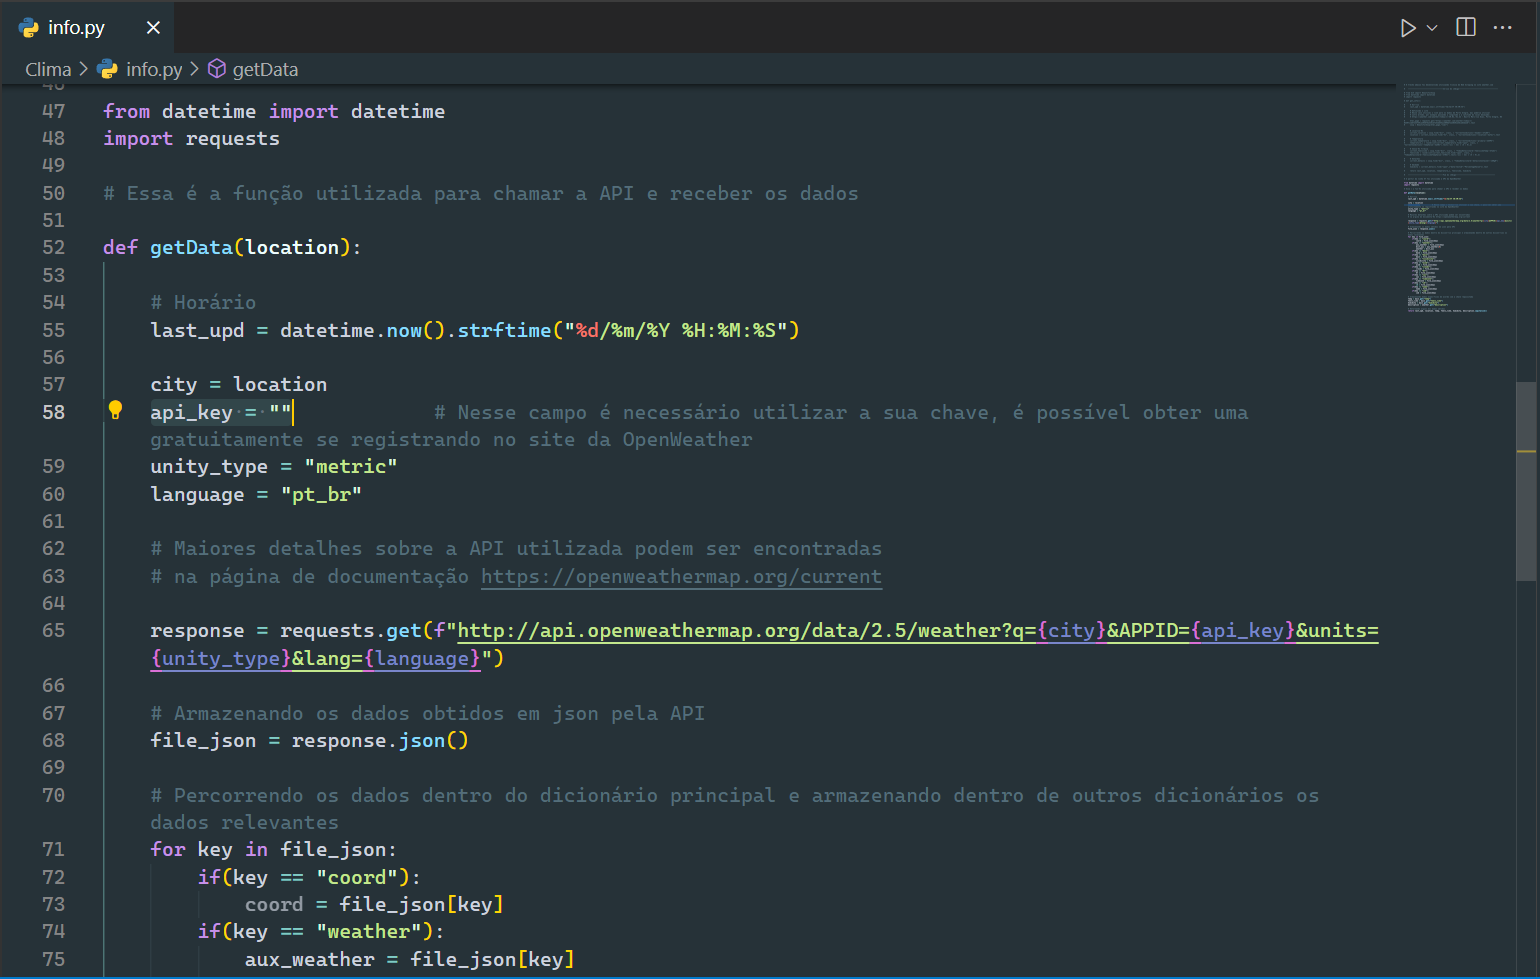 info.py
Clima > info.py > getData
47 from datetime import datetime
48 import requests
49
50 # Essa é a função utilizada para chamar a API e receber os dados
51
52 def getData(location):
53
54 # Horário
55 last_upd = datetime.now().strftime("%d/%m/%Y %H:%M:%S")
56
57 city = location
58 api_key = "" # Nesse campo é necessário utilizar a sua chave, é possível obter uma
gratuitamente se registrando no site da OpenWeather
59 unity_type = "metric"
60 language = "pt_br"
61
62 # Maiores detalhes sobre a API utilizada podem ser encontradas
63 # na página de documentação https://openweathermap.org/current
64
65 response = requests.get(f"http://api.openweathermap.org/data/2.5/weather?q={city}&APPID={api_key}&units=
{unity_type}&lang={language}")
66
67 # Armazenando os dados obtidos em json pela API
68 file_json = response.json()
69
70 # Percorrendo os dados dentro do dicionário principal e armazenando dentro de outros dicionários os
dados relevantes
71 for key in file_json:
72 if(key == "coord"):
73 coord = file_json[key]
74 if(key == "weather"):
75 aux_weather = file_json[key]